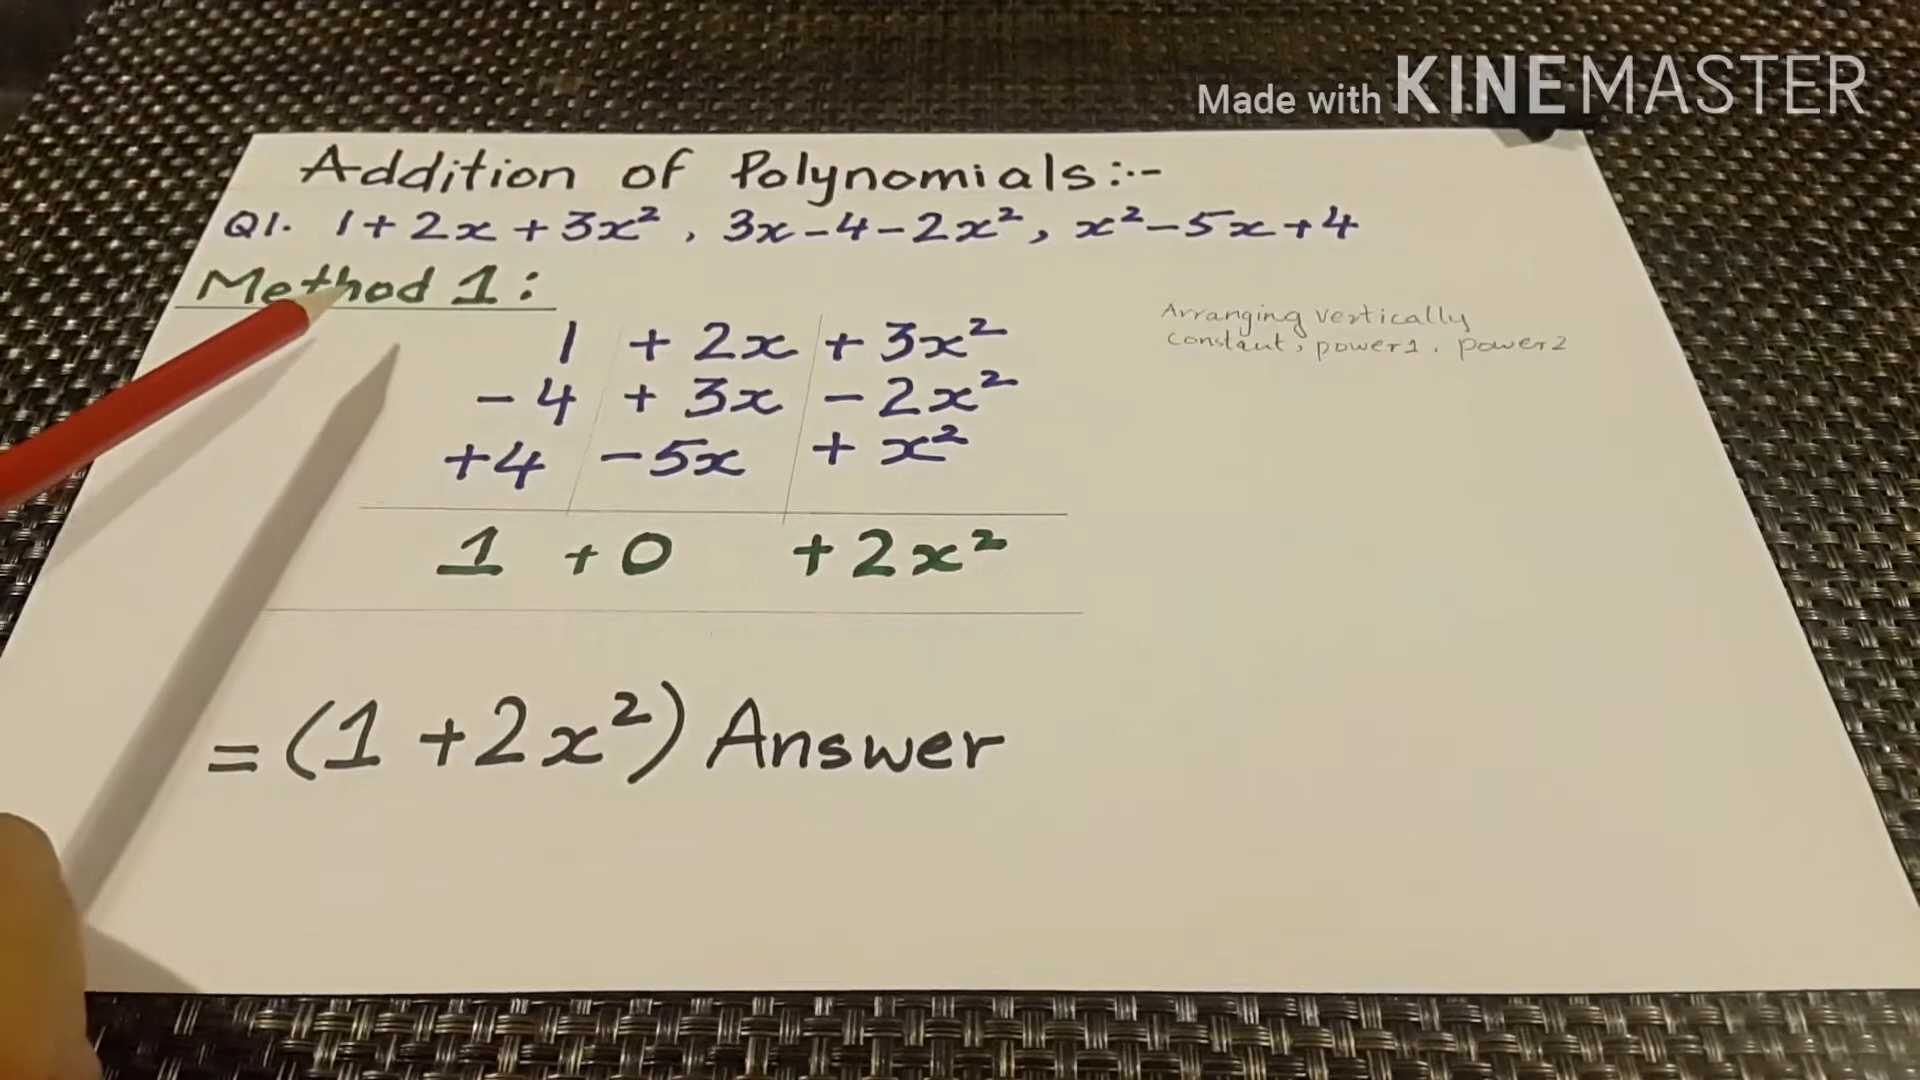 Made with KINEMASTER
Addition of Polynomials:-
Q1. 1+2x+3x², 3x-4-2x², x²-5x+4
Method 1:
Arranging vertically
constant, power1, power2
1 + 2x + 3x²
- 4 + 3x - 2x²
+4 -5x + x²
1 + 0 + 2x²
= (1 + 2x²) Answer